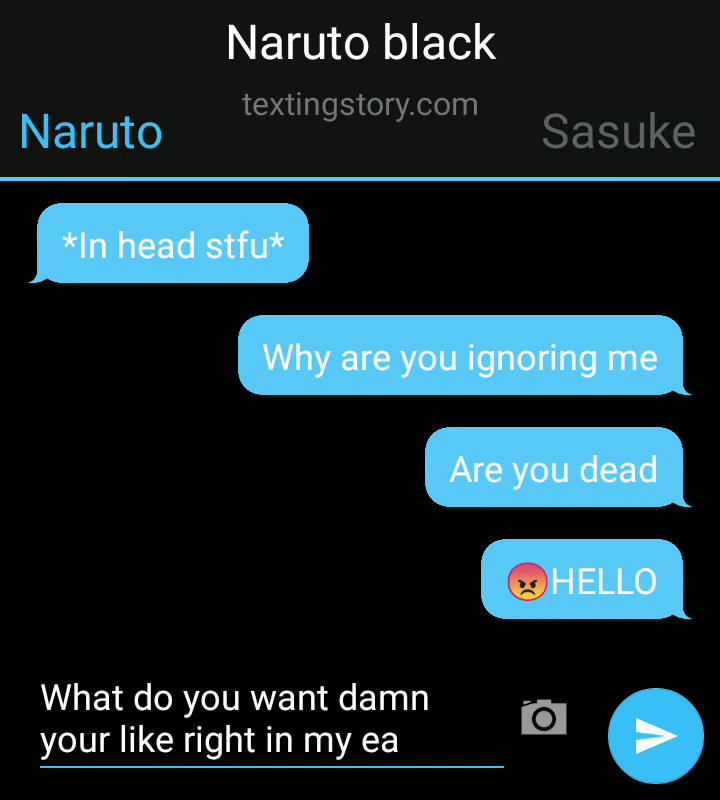 Naruto black
textingstory.com
Naruto
Sasuke
*In head stfu*
Why are you ignoring me
Are you dead
😡HELLO
What do you want damn
your like right in my ea